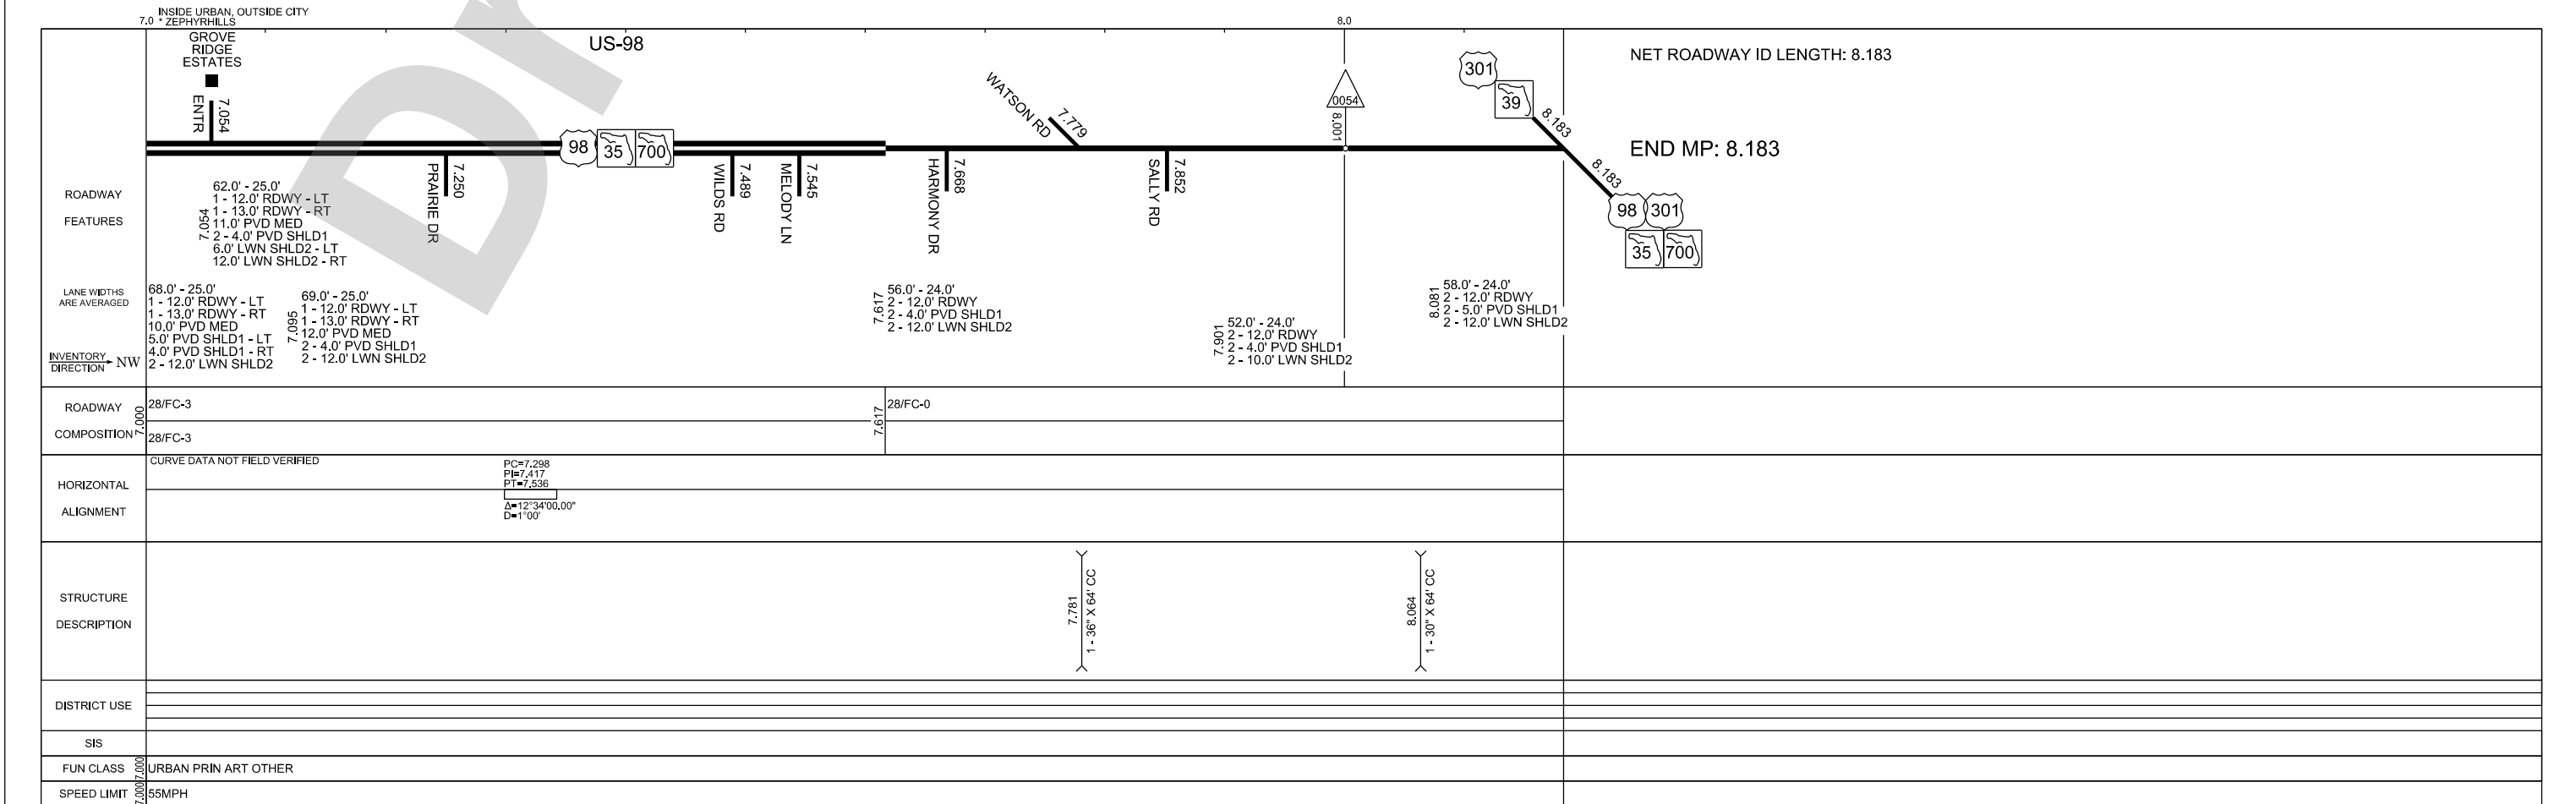 INSIDE URBAN, OUTSIDE CITY
7.0 * ZEPHYRHILLS
8.0
GROVE
RIDGE
ESTATES
US-98
NET ROADWAY ID LENGTH: 8.183
301
39
WATSON RD
7.779
0054
8.001
8.183
ENTR
7.054
98 35 700
END MP: 8.183
8.183
PRAIRIE DR
7.250
WILDS RD
7.489
MELODY LN
7.545
HARMONY DR
7.668
SALLY RD
7.852
98 301
35 700
ROADWAY
FEATURES
7.054
62.0' - 25.0'
1 - 12.0' RDWY - LT
1 - 13.0' RDWY - RT
11.0' PVD MED
2 - 4.0' PVD SHLD1
6.0' LWN SHLD2 - LT
12.0' LWN SHLD2 - RT
LANE WIDTHS
ARE AVERAGED
68.0' - 25.0'
1 - 12.0' RDWY - LT
1 - 13.0' RDWY - RT
10.0' PVD MED
5.0' PVD SHLD1 - LT
4.0' PVD SHLD1 - RT
2 - 12.0' LWN SHLD2
7.095
69.0' - 25.0'
1 - 12.0' RDWY - LT
1 - 13.0' RDWY - RT
12.0' PVD MED
2 - 4.0' PVD SHLD1
2 - 12.0' LWN SHLD2
7.617
56.0' - 24.0'
2 - 12.0' RDWY
2 - 4.0' PVD SHLD1
2 - 12.0' LWN SHLD2
7.901
52.0' - 24.0'
2 - 12.0' RDWY
2 - 4.0' PVD SHLD1
2 - 10.0' LWN SHLD2
8.081
58.0' - 24.0'
2 - 12.0' RDWY
2 - 5.0' PVD SHLD1
2 - 12.0' LWN SHLD2
INVENTORY
DIRECTION NW
ROADWAY
COMPOSITION
7.000
28/FC-3
28/FC-3
7.617
28/FC-0
HORIZONTAL
ALIGNMENT
CURVE DATA NOT FIELD VERIFIED
PC=7.298
PI=7.417
PT=7.536
Δ=12°34'00.00"
D=1°00'
STRUCTURE
DESCRIPTION
7.781
1 - 36" X 64' CC
8.064
1 - 30" X 64' CC
DISTRICT USE
SIS
FUN CLASS
7.000
URBAN PRIN ART OTHER
SPEED LIMIT
7.000
55MPH